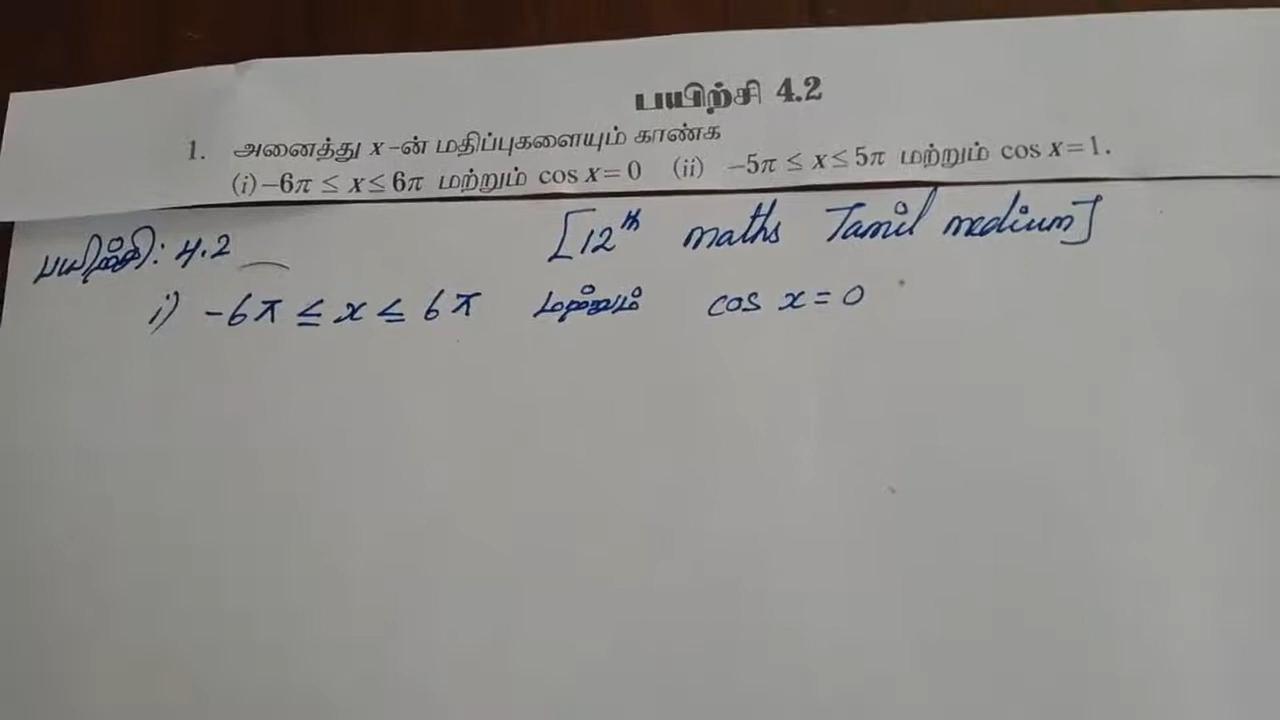 பயிற்சி 4.2
1. அனைத்து x-ன் மதிப்புகளையும் காண்க
(i) −6π ≤ x ≤ 6π மற்றும் cos x = 0 (ii) −5π ≤ x ≤ 5π மற்றும் cos x = 1.
பயிற்சி: 4.2
[12th maths Tamil medium]
i) -6π ≤ x ≤ 6π மற்றும் cos x = 0